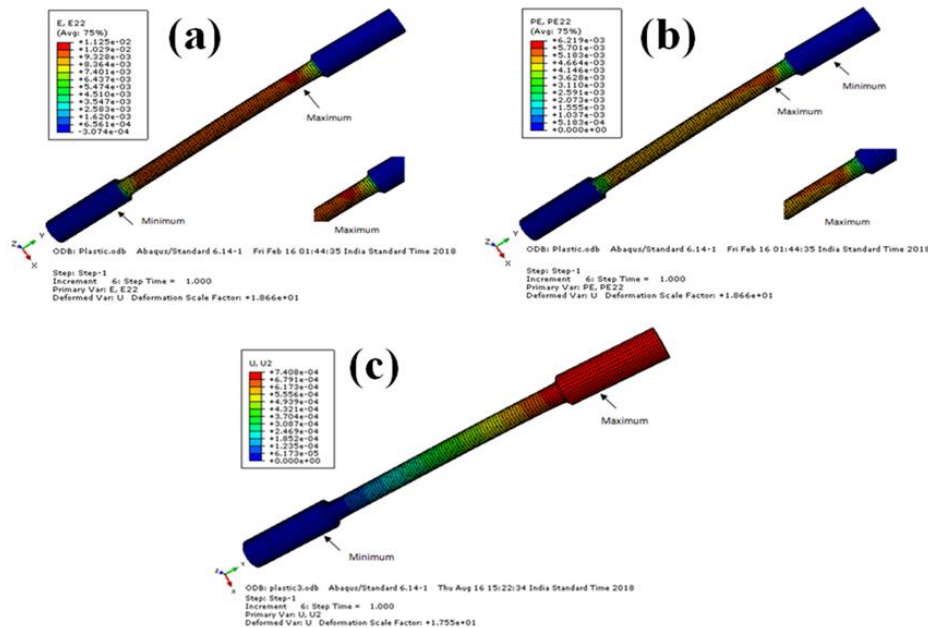 (a)
E, E22
(Avg: 75%)
+1.125e-02
+1.029e-02
+9.328e-03
+8.364e-03
+7.401e-03
+6.437e-03
+5.474e-03
+4.510e-03
+3.547e-03
+2.583e-03
+1.620e-03
+6.561e-04
-3.074e-04
Maximum
Minimum
Maximum
Z Y X
ODB: Plastic.odb Abaqus/Standard 6.14-1 Fri Feb 16 01:44:35 India Standard Time 2018
Step: Step-1
Increment 6: Step Time = 1.000
Primary Var: E, E22
Deformed Var: U Deformation Scale Factor: +1.866e+01
(b)
PE, PE22
(Avg: 75%)
+6.219e-03
+5.701e-03
+5.183e-03
+4.664e-03
+4.146e-03
+3.628e-03
+3.110e-03
+2.591e-03
+2.073e-03
+1.555e-03
+1.037e-03
+5.183e-04
+0.000e+00
Minimum
Maximum
Maximum
Z Y X
ODB: Plastic.odb Abaqus/Standard 6.14-1 Fri Feb 16 01:44:35 India Standard Time 2018
Step: Step-1
Increment 6: Step Time = 1.000
Primary Var: PE, PE22
Deformed Var: U Deformation Scale Factor: +1.866e+01
(c)
U, U2
+7.408e-04
+6.791e-04
+6.173e-04
+5.556e-04
+4.939e-04
+4.321e-04
+3.704e-04
+3.087e-04
+2.469e-04
+1.852e-04
+1.235e-04
+6.173e-05
+0.000e+00
Maximum
Minimum
Z Y X
ODB: plastic3.odb Abaqus/Standard 6.14-1 Thu Aug 16 15:22:34 India Standard Time 2018
Step: Step-1
Increment 6: Step Time = 1.000
Primary Var: U, U2
Deformed Var: U Deformation Scale Factor: +1.755e+01